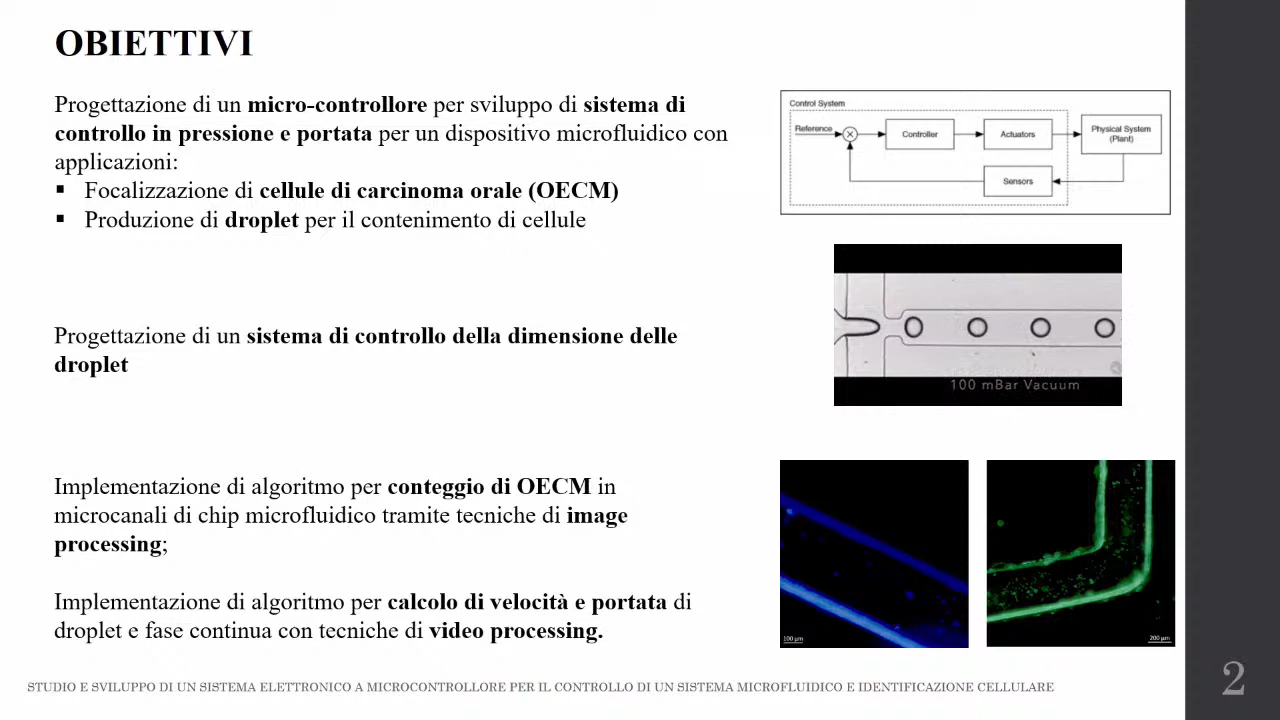 OBIETTIVI
Progettazione di un micro-controllore per sviluppo di sistema di
controllo in pressione e portata per un dispositivo microfluidico con
applicazioni:
▪ Focalizzazione di cellule di carcinoma orale (OECM)
▪ Produzione di droplet per il contenimento di cellule
Progettazione di un sistema di controllo della dimensione delle
droplet
Implementazione di algoritmo per conteggio di OECM in
microcanali di chip microfluidico tramite tecniche di image
processing;
Implementazione di algoritmo per calcolo di velocità e portata di
droplet e fase continua con tecniche di video processing.
Control System
Reference
Controller
Actuators
Physical System
(Plant)
Sensors
100 mBar Vacuum
100 µm
200 µm
STUDIO E SVILUPPO DI UN SISTEMA ELETTRONICO A MICROCONTROLLORE PER IL CONTROLLO DI UN SISTEMA MICROFLUIDICO E IDENTIFICAZIONE CELLULARE
2